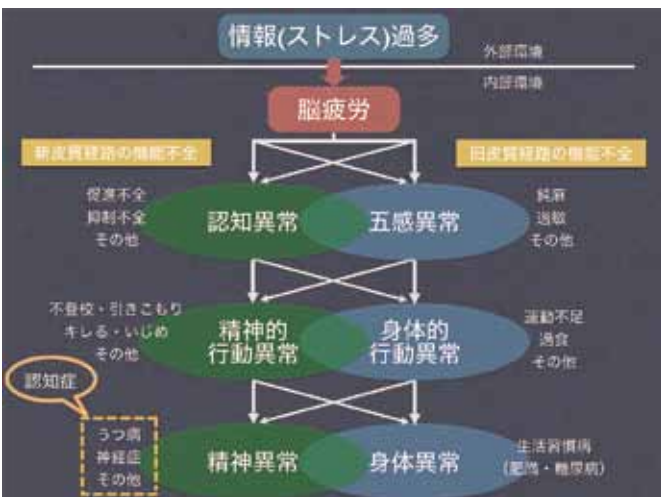 情報(ストレス)過多
外部環境
内部環境
脳疲労
新皮質経路の機能不全
旧皮質経路の機能不全
促進不全
抑制不全
その他
認知異常
五感異常
鈍麻
過敏
その他
不登校・引きこもり
キレる・いじめ
その他
精神的
行動異常
身体的
行動異常
運動不足
過食
その他
認知症
うつ病
神経症
その他
精神異常
身体異常
生活習慣病
(肥満・糖尿病)